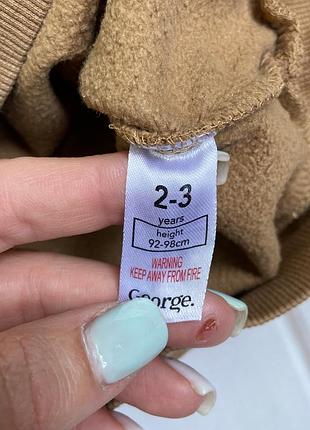 2-3
years
height
92-98cm
WARNING
KEEP AWAY FROM FIRE
George.